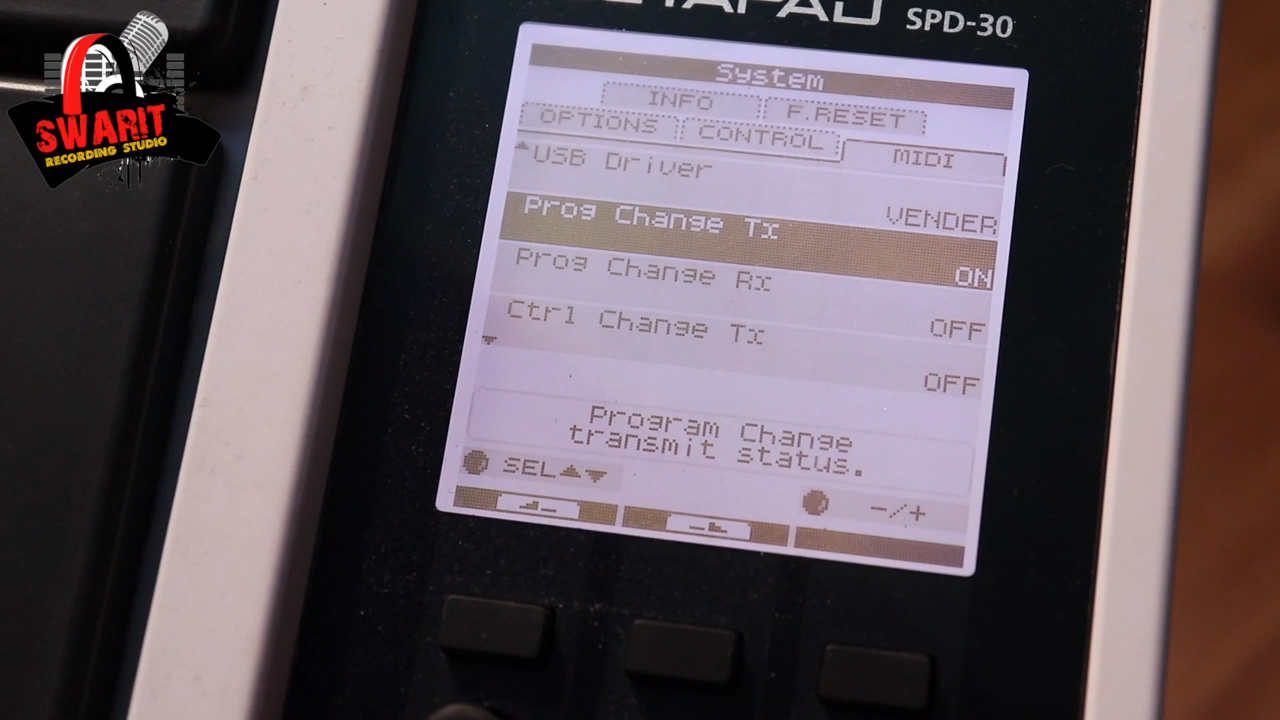 SWARIT
RECORDING STUDIO
SPD-30
System
INFO
F.RESET
OPTIONS
CONTROL
MIDI
USB Driver
VENDER
Prog Change Tx
ON
Prog Change Rx
OFF
Ctrl Change Tx
OFF
Program Change
transmit status.
SEL
-/+